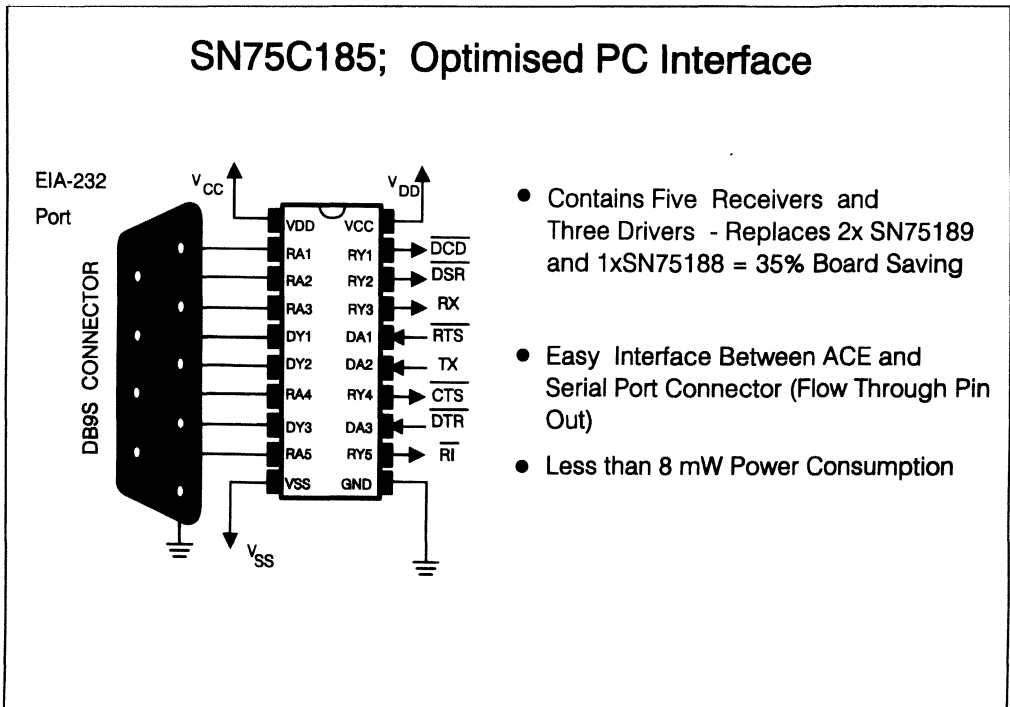 SN75C185; Optimised PC Interface
EIA-232
Port
VCC
VDD
DB9S CONNECTOR
VDD VCC
RA1 RY1 DCD
RA2 RY2 DSR
RA3 RY3 RX
DY1 DA1 RTS
DY2 DA2 TX
RA4 RY4 CTS
DY3 DA3 DTR
RA5 RY5 RI
VSS GND
VSS
• Contains Five Receivers and
Three Drivers - Replaces 2x SN75189
and 1xSN75188 = 35% Board Saving
• Easy Interface Between ACE and
Serial Port Connector (Flow Through Pin
Out)
• Less than 8 mW Power Consumption